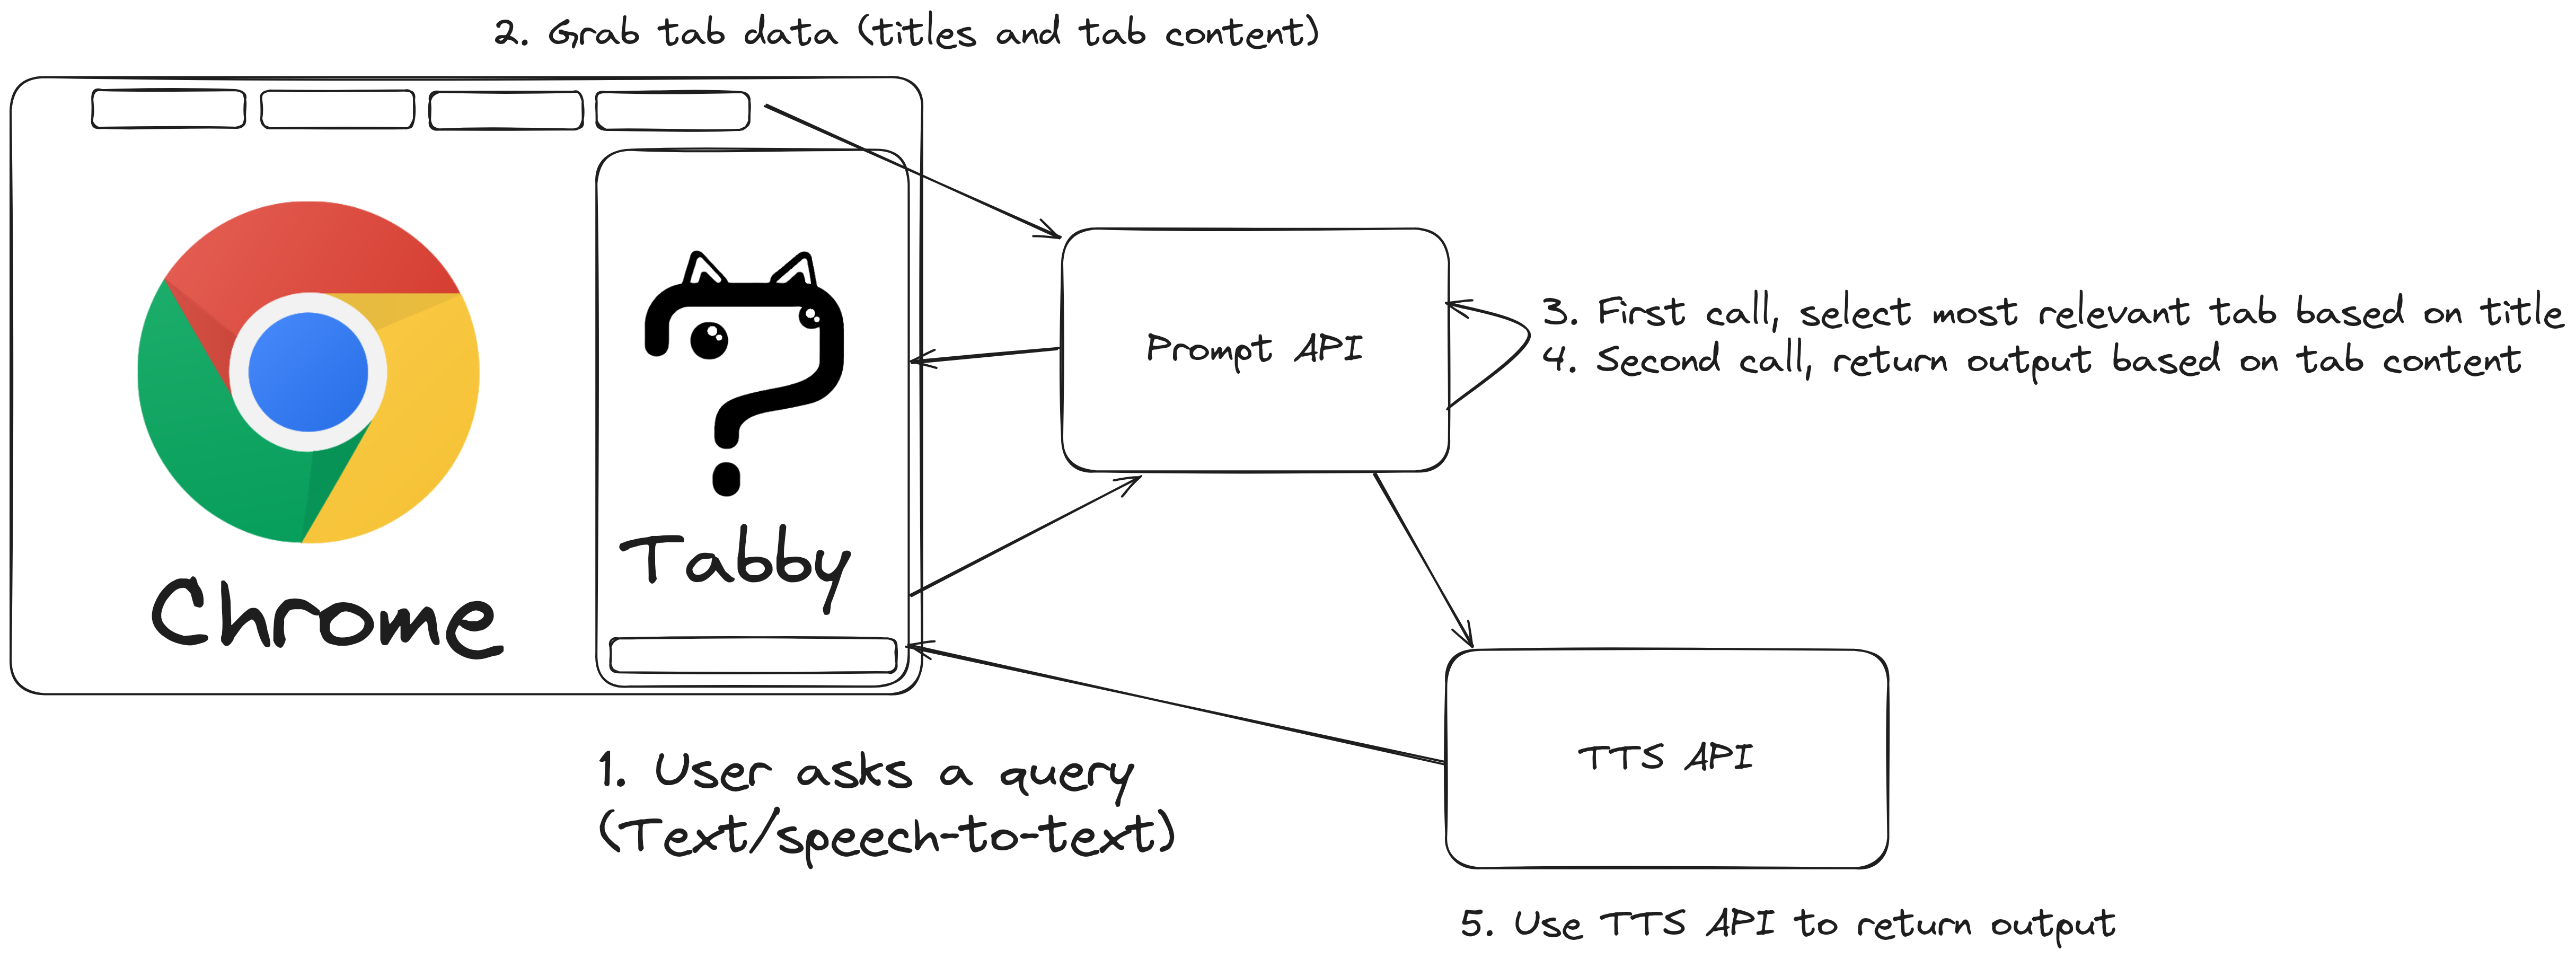 2. Grab tab data (titles and tab content)
Prompt API
3. First call, select most relevant tab based on title
4. Second call, return output based on tab content
Tabby
Chrome
1. User asks a query
(Text/speech-to-text)
TTS API
5. Use TTS API to return output